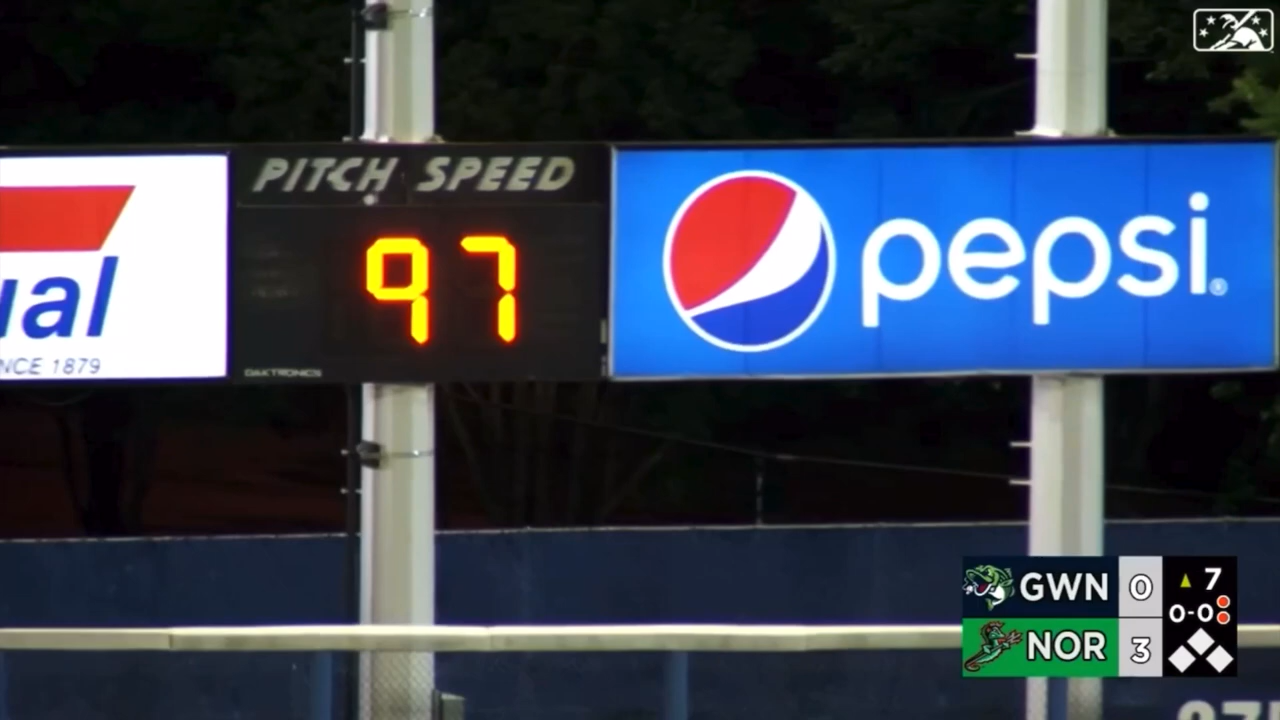 PITCH SPEED
97
pepsi®
ual
NCE 1879
DAKTRONICS
GWN 0
NOR 3
7
0-0